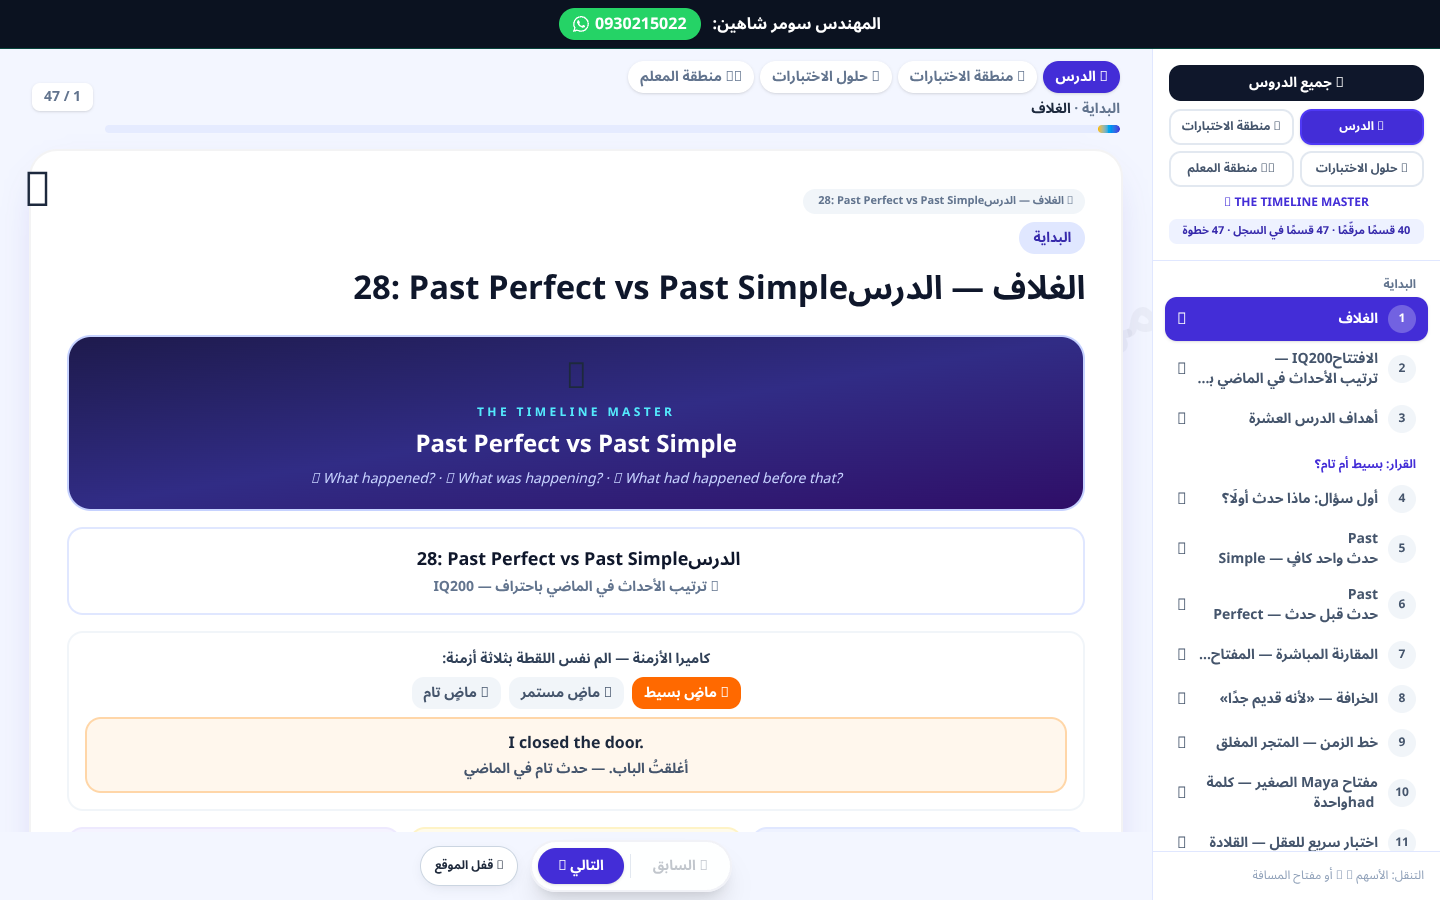 المهندس سومر شاهين: 0930215022
جميع الدروس
الدرس
منطقة الاختبارات
حلول الاختبارات
منطقة المعلم
THE TIMELINE MASTER
40 قسمًا مرقّمًا · 47 قسمًا في السجل · 47 خطوة
البداية
1 الغلاف
2 الافتتاحIQ200 —
ترتيب الأحداث في الماضي بـ...
3 أهداف الدرس العشرة
القرار: بسيط أم تام؟
4 أول سؤال: ماذا حدث أولًا؟
5 Past
حدث واحد كافٍ — Simple
6 Past
حدث قبل حدث — Perfect
7 المقارنة المباشرة — المفتاح...
8 الخرافة — «لأنه قديم جدًا»
9 خط الزمن — المتجر المغلق
10 مفتاح Maya الصغير — كلمة
hadواحدة
11 اختبار سريع للعقل — القلادة
التنقل: الأسهم أو مفتاح المسافة
الدرس
منطقة الاختبارات
حلول الاختبارات
منطقة المعلم
البداية · الغلاف
47 / 1
الغلاف — الدرس28: Past Perfect vs Past Simple
البداية
الغلاف — الدرس28: Past Perfect vs Past Simple
THE TIMELINE MASTER
Past Perfect vs Past Simple
What happened? · What was happening? · What had happened before that?
الدرس28: Past Perfect vs Past Simple
ترتيب الأحداث في الماضي باحتراف — IQ200
كاميرا الأزمنة — الم نفس اللقطة بثلاثة أزمنة:
ماضٍ بسيط
ماضٍ مستمر
ماضٍ تام
I closed the door.
أغلقتُ الباب. — حدث تام في الماضي
السابق
التالي
قفل الموقع